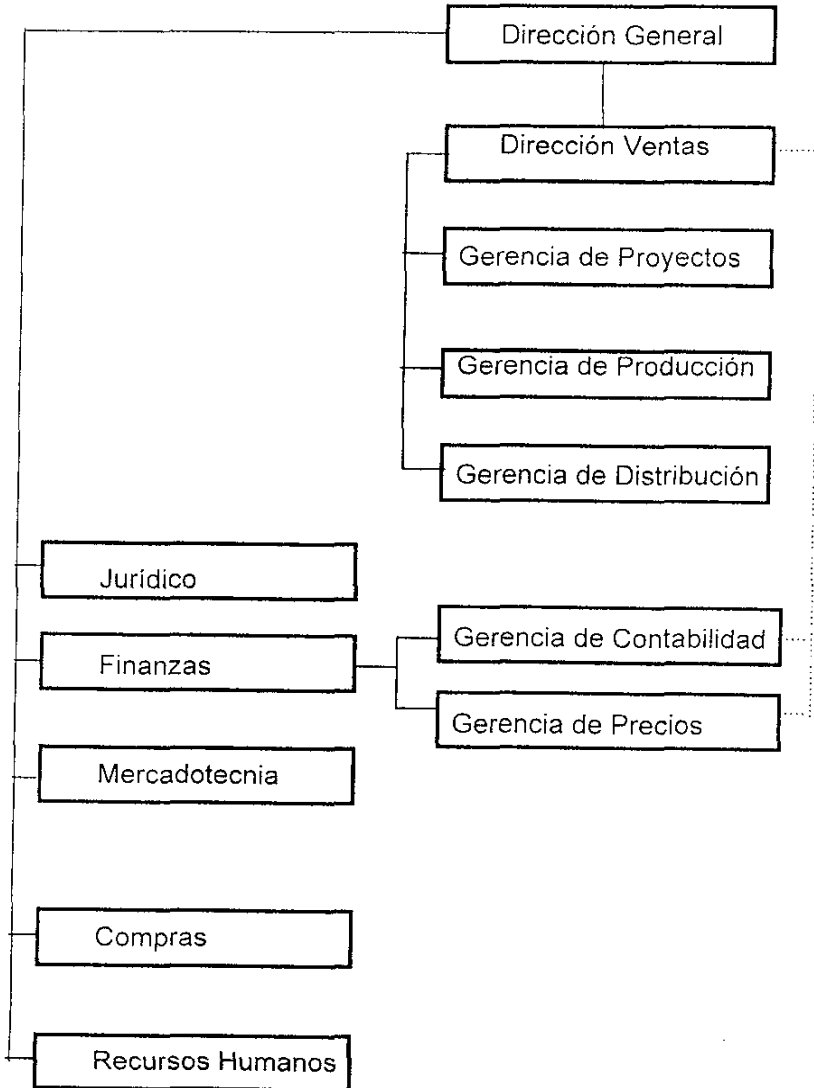 Dirección General
Dirección Ventas
Gerencia de Proyectos
Gerencia de Producción
Gerencia de Distribución
Jurídico
Finanzas
Gerencia de Contabilidad
Gerencia de Precios
Mercadotecnia
Compras
Recursos Humanos